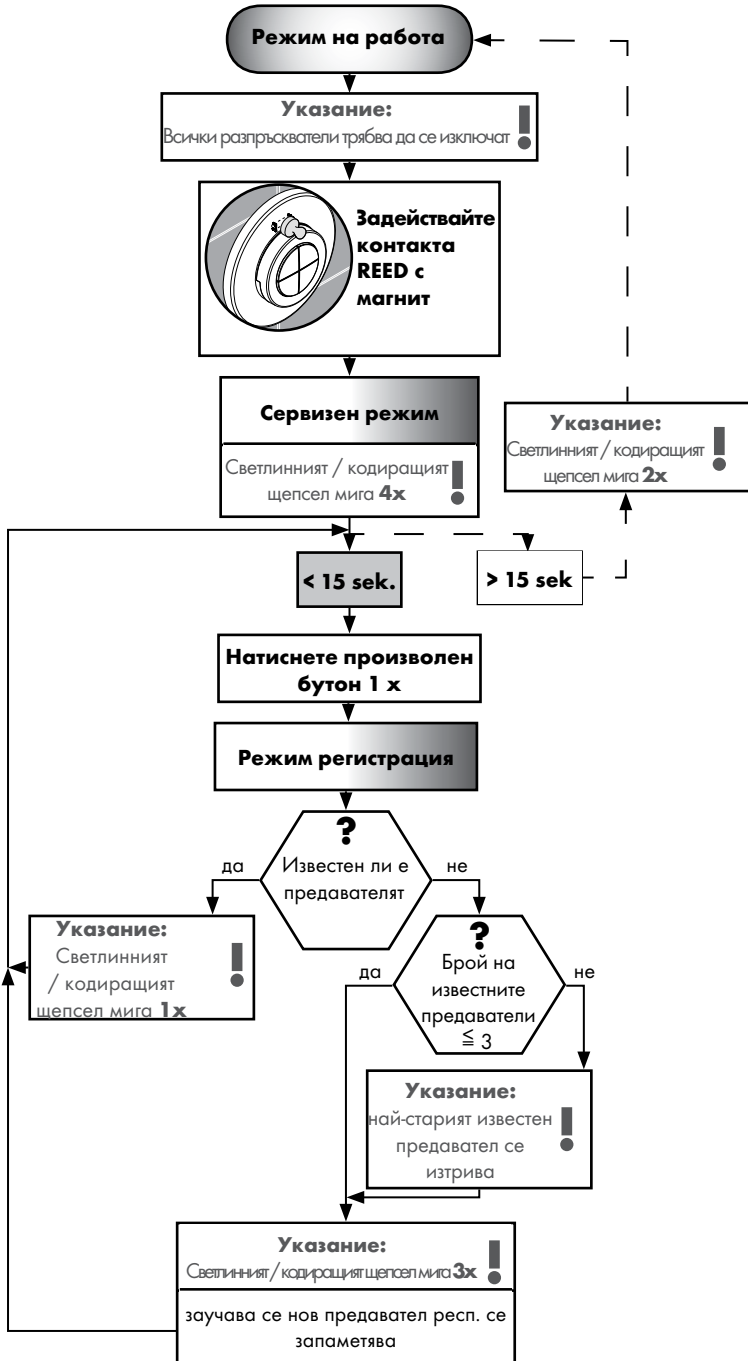 Режим на работа
Указание:
Всички разпръскватели трябва да се изключат
Задействайте
контакта
REED с
магнит
Сервизен режим
Светлинният / кодиращият
щепсел мига 4x
Указание:
Светлинният / кодиращият
щепсел мига 2x
< 15 sek.
> 15 sek
Натиснете произволен
бутон 1 x
Режим регистрация
?
Известен ли е
предавателят
да
не
Указание:
Светлинният
/ кодиращият
щепсел мига 1x
?
Брой на
известните
предаватели
≦ 3
да
не
Указание:
най-старият известен
предавател се
изтрива
Указание:
Светлинният / кодиращият щепсел мига 3x
заучава се нов предавател респ. се
запаметява